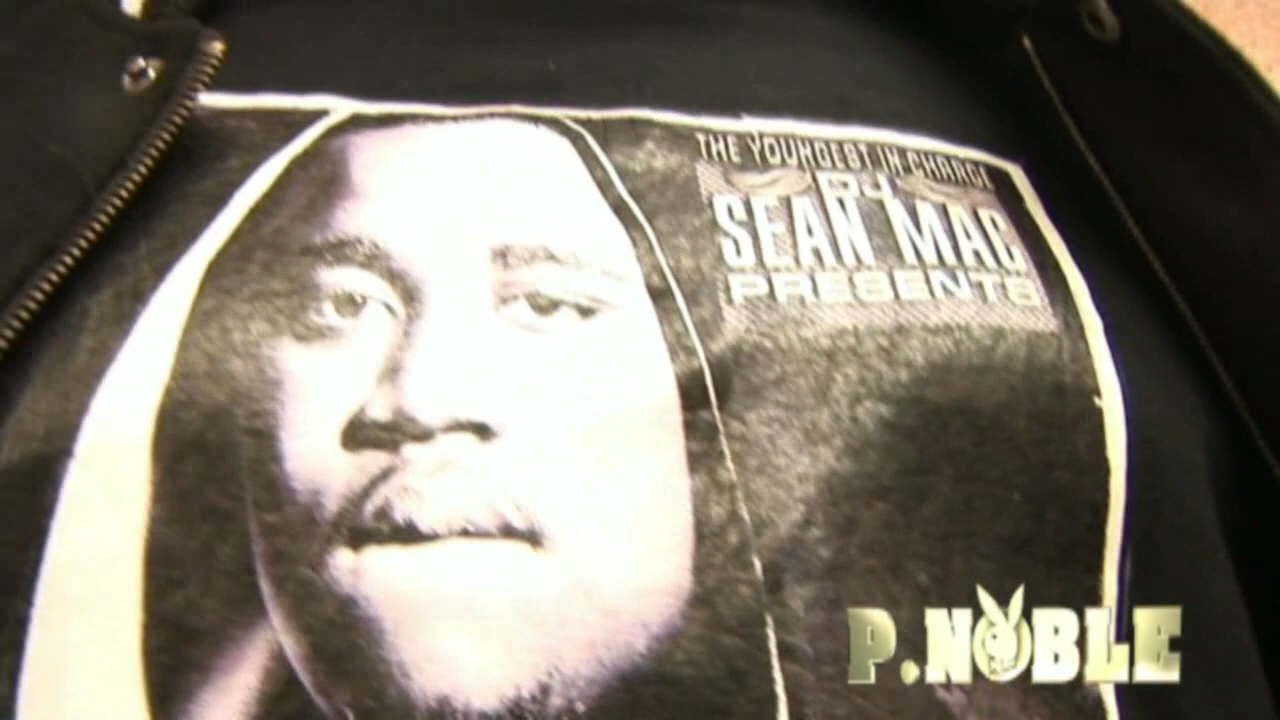 THE YOUNGEST IN CHARGE
DJ
SEAN MAC
PRESENTS
P.NOBLE